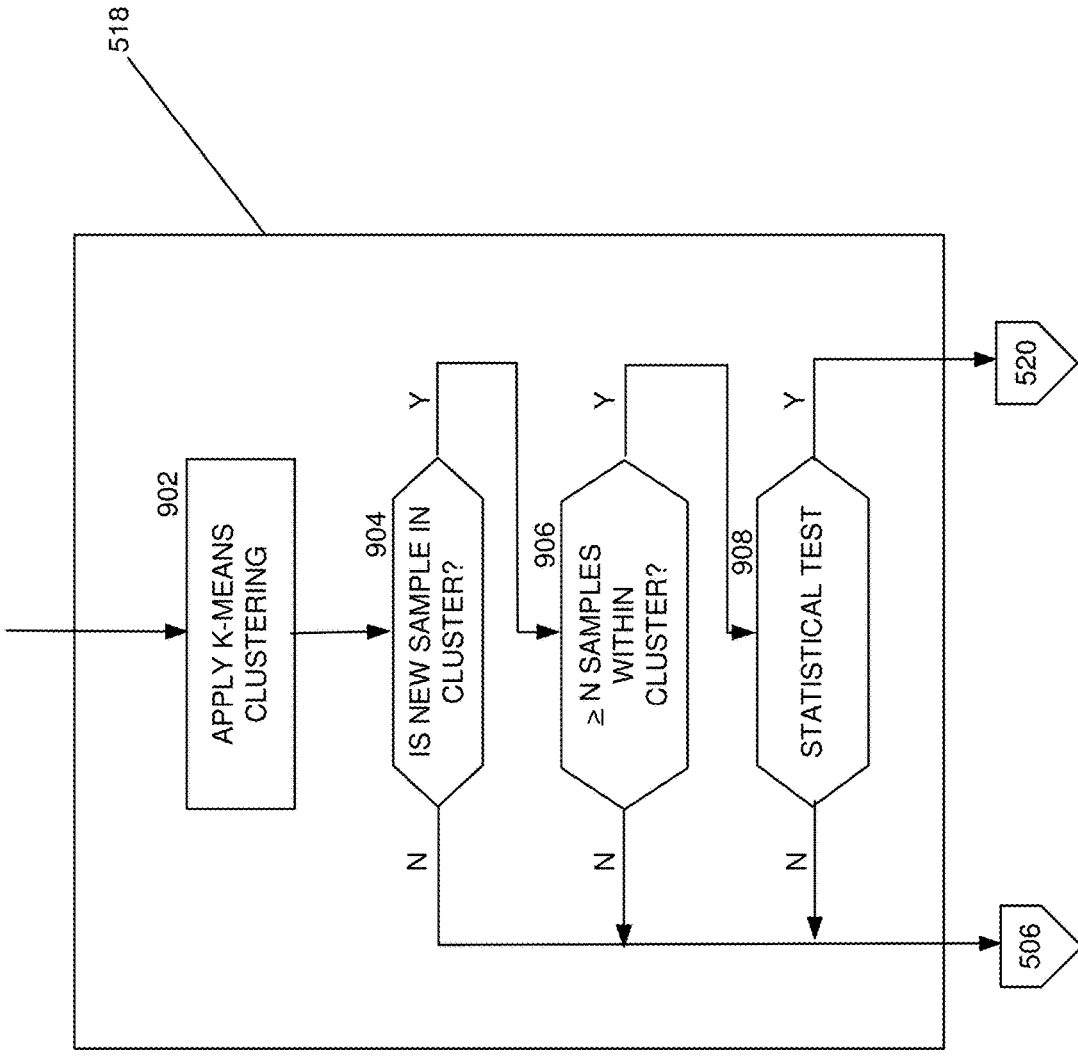 518
902
APPLY K-MEANS
CLUSTERING
904
IS NEW SAMPLE IN
CLUSTER?
Y
N
906
≥ N SAMPLES
WITHIN
CLUSTER?
Y
N
908
STATISTICAL TEST
Y
N
506
520